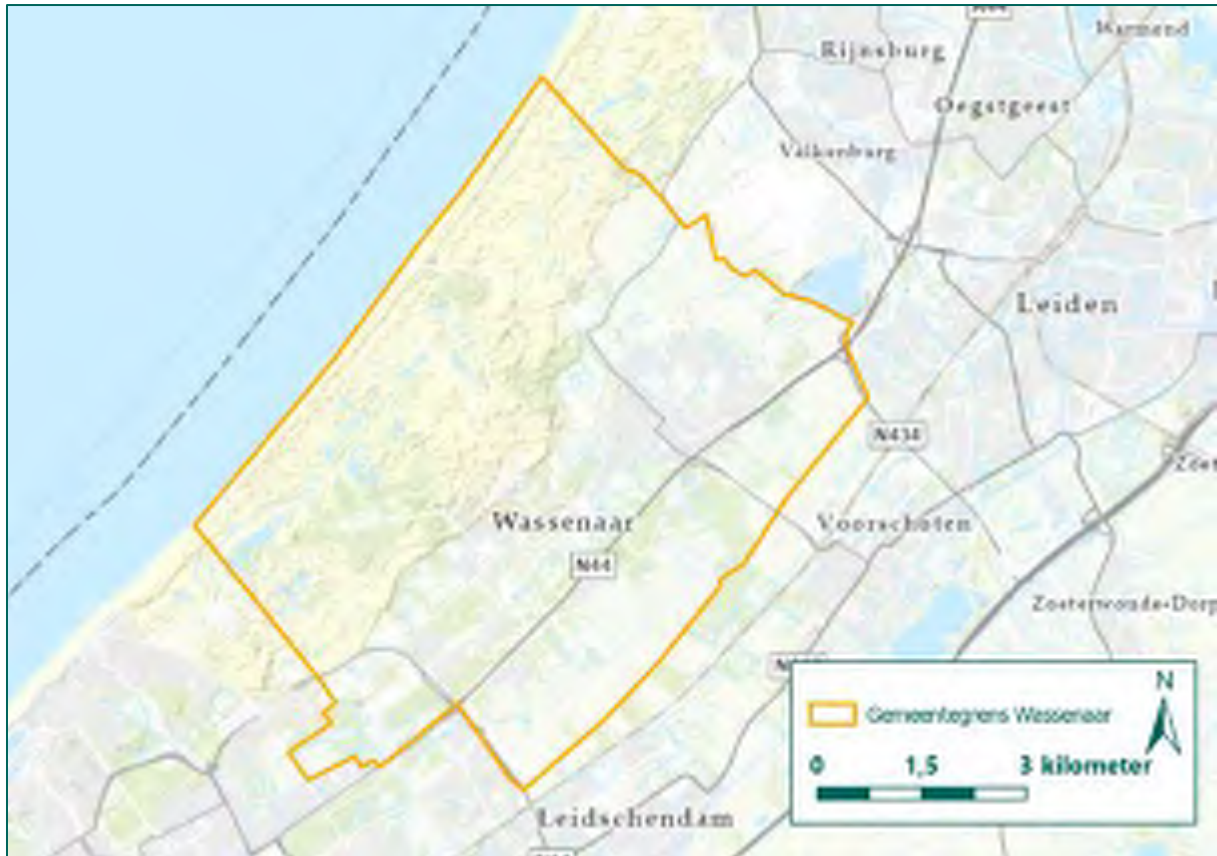 Warmond
Rijnsburg
Oegstgeest
Valkenburg
Leiden
N434
Wassenaar
Voorschoten
N44
Zoeterwoude-Dorp
N
Gemeentegrens Wassenaar
0 1,5 3 kilometer
Leidschendam